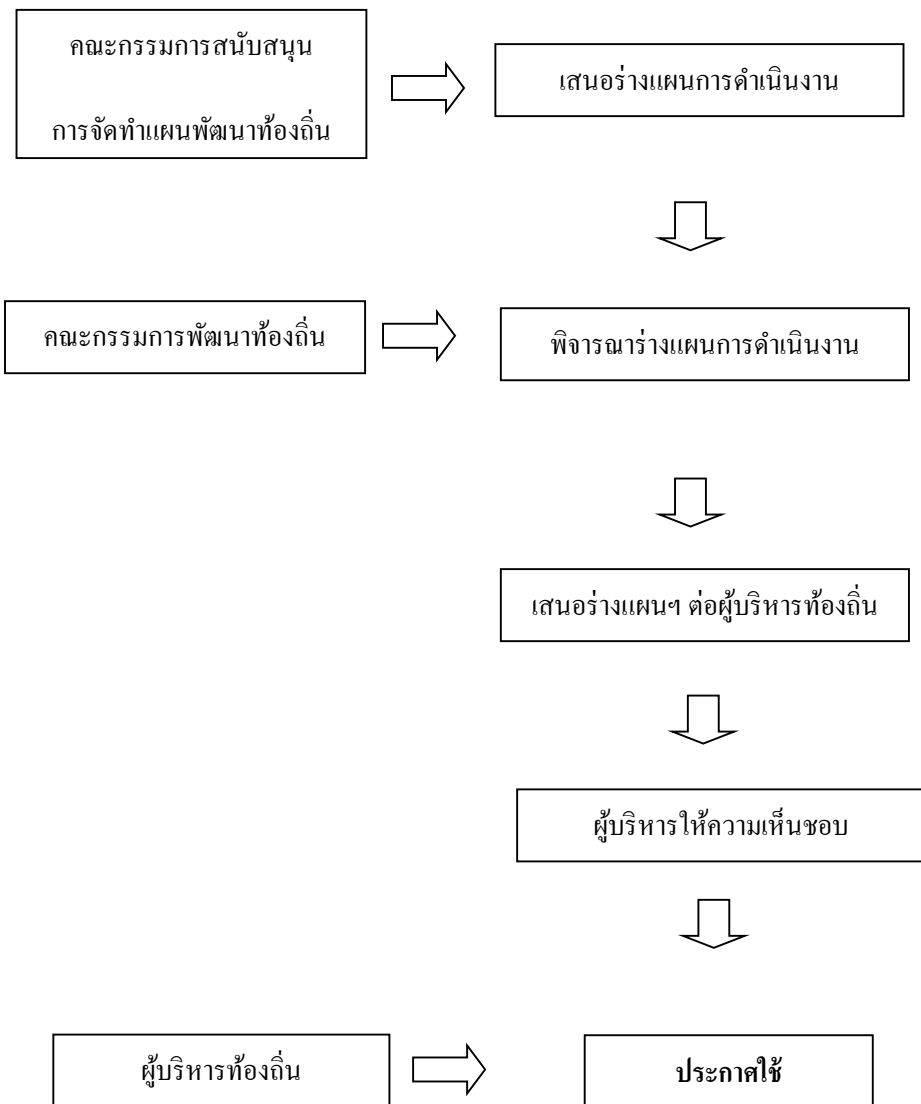 คณะกรรมการสนับสนุน
การจัดทำแผนพัฒนาท้องถิ่น
เสนอร่างแผนการดำเนินงาน
คณะกรรมการพัฒนาท้องถิ่น
พิจารณาร่างแผนการดำเนินงาน
เสนอร่างแผนฯ ต่อผู้บริหารท้องถิ่น
ผู้บริหารให้ความเห็นชอบ
ผู้บริหารท้องถิ่น
ประกาศใช้